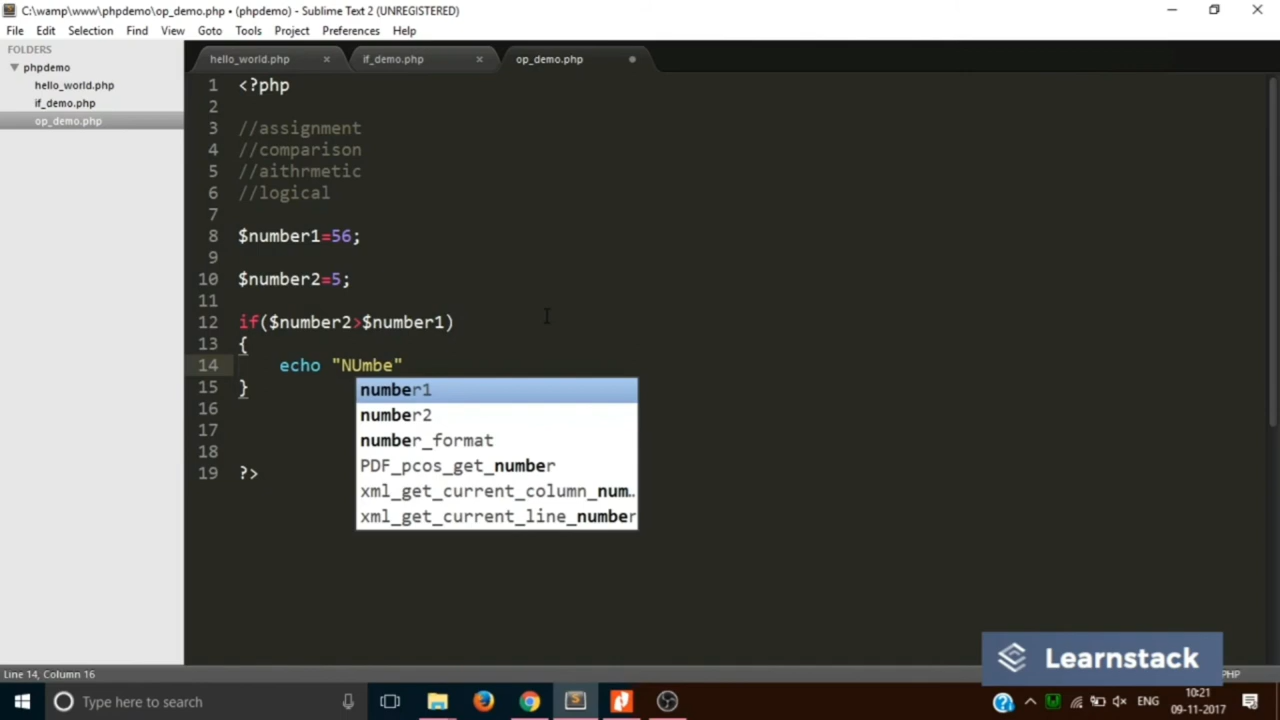 C:\wamp\www\phpdemo\op_demo.php • (phpdemo) - Sublime Text 2 (UNREGISTERED)
File Edit Selection Find View Goto Tools Project Preferences Help
FOLDERS
phpdemo
hello_world.php
if_demo.php
op_demo.php
hello_world.php if_demo.php op_demo.php
1 <?php
2
3 //assignment
4 //comparison
5 //aithrmetic
6 //logical
7
8 $number1=56;
9
10 $number2=5;
11
12 if($number2>$number1)
13 {
14 echo "NUmbe"
15 }
16
17
18
19 ?>
number1
number2
number_format
PDF_pcos_get_number
xml_get_current_column_num..
xml_get_current_line_number
Learnstack
Line 14, Column 16
PHP
Type here to search
ENG
10:21
09-11-2017